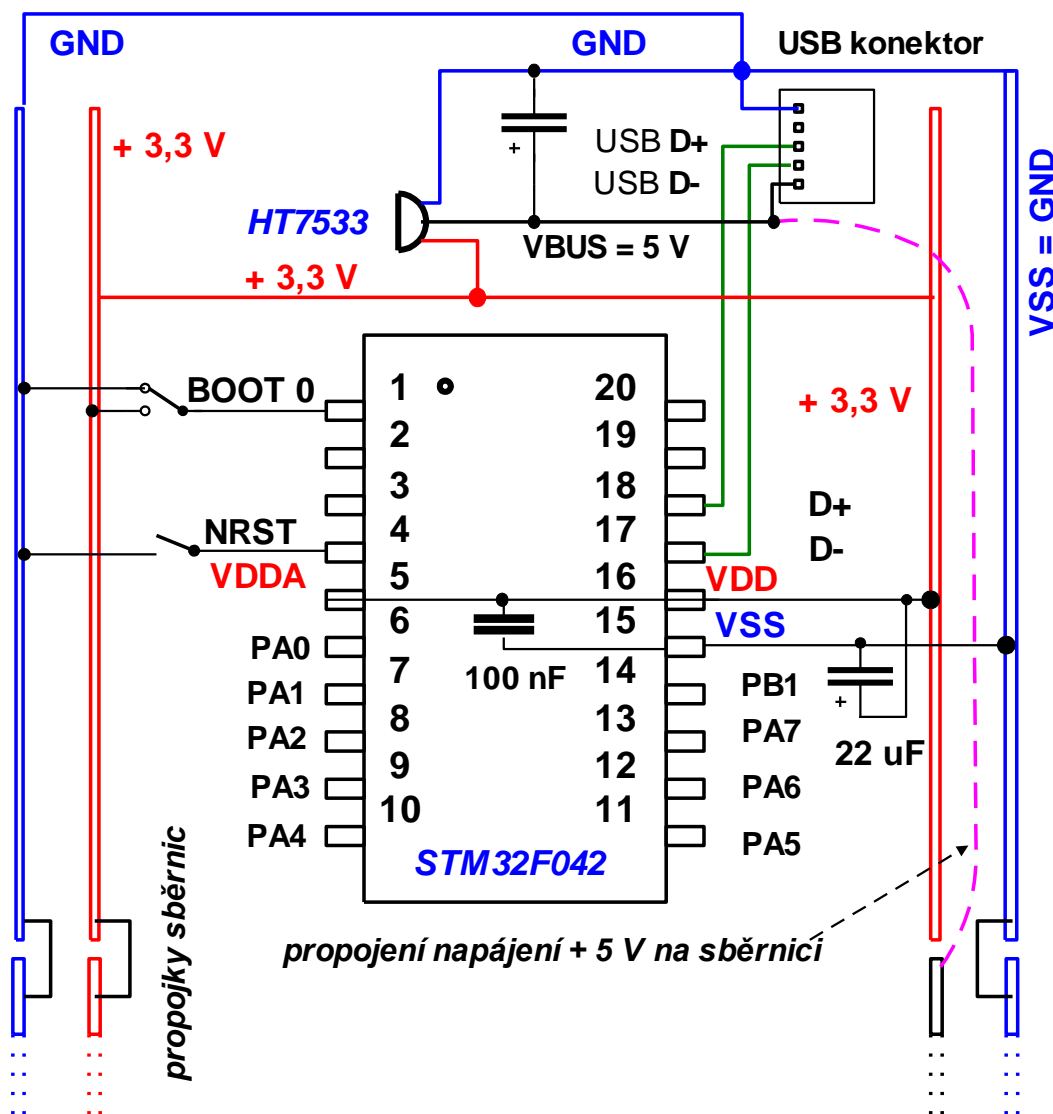 GND
GND
USB konektor
+ 3,3 V
USB D+
USB D-
HT7533
VBUS = 5 V
VSS = GND
+ 3,3 V
BOOT 0
1
20
+ 3,3 V
2
19
3
18
D+
NRST
4
17
D-
VDDA
5
16
VDD
6
15
VSS
PA0
7
100 nF
14
PA1
PB1
+
+
8
13
PA2
PA7
22 uF
9
12
PA3
PA6
10
11
PA4
PA5
STM32F042
propojky sběrnic
propojení napájení + 5 V na sběrnici